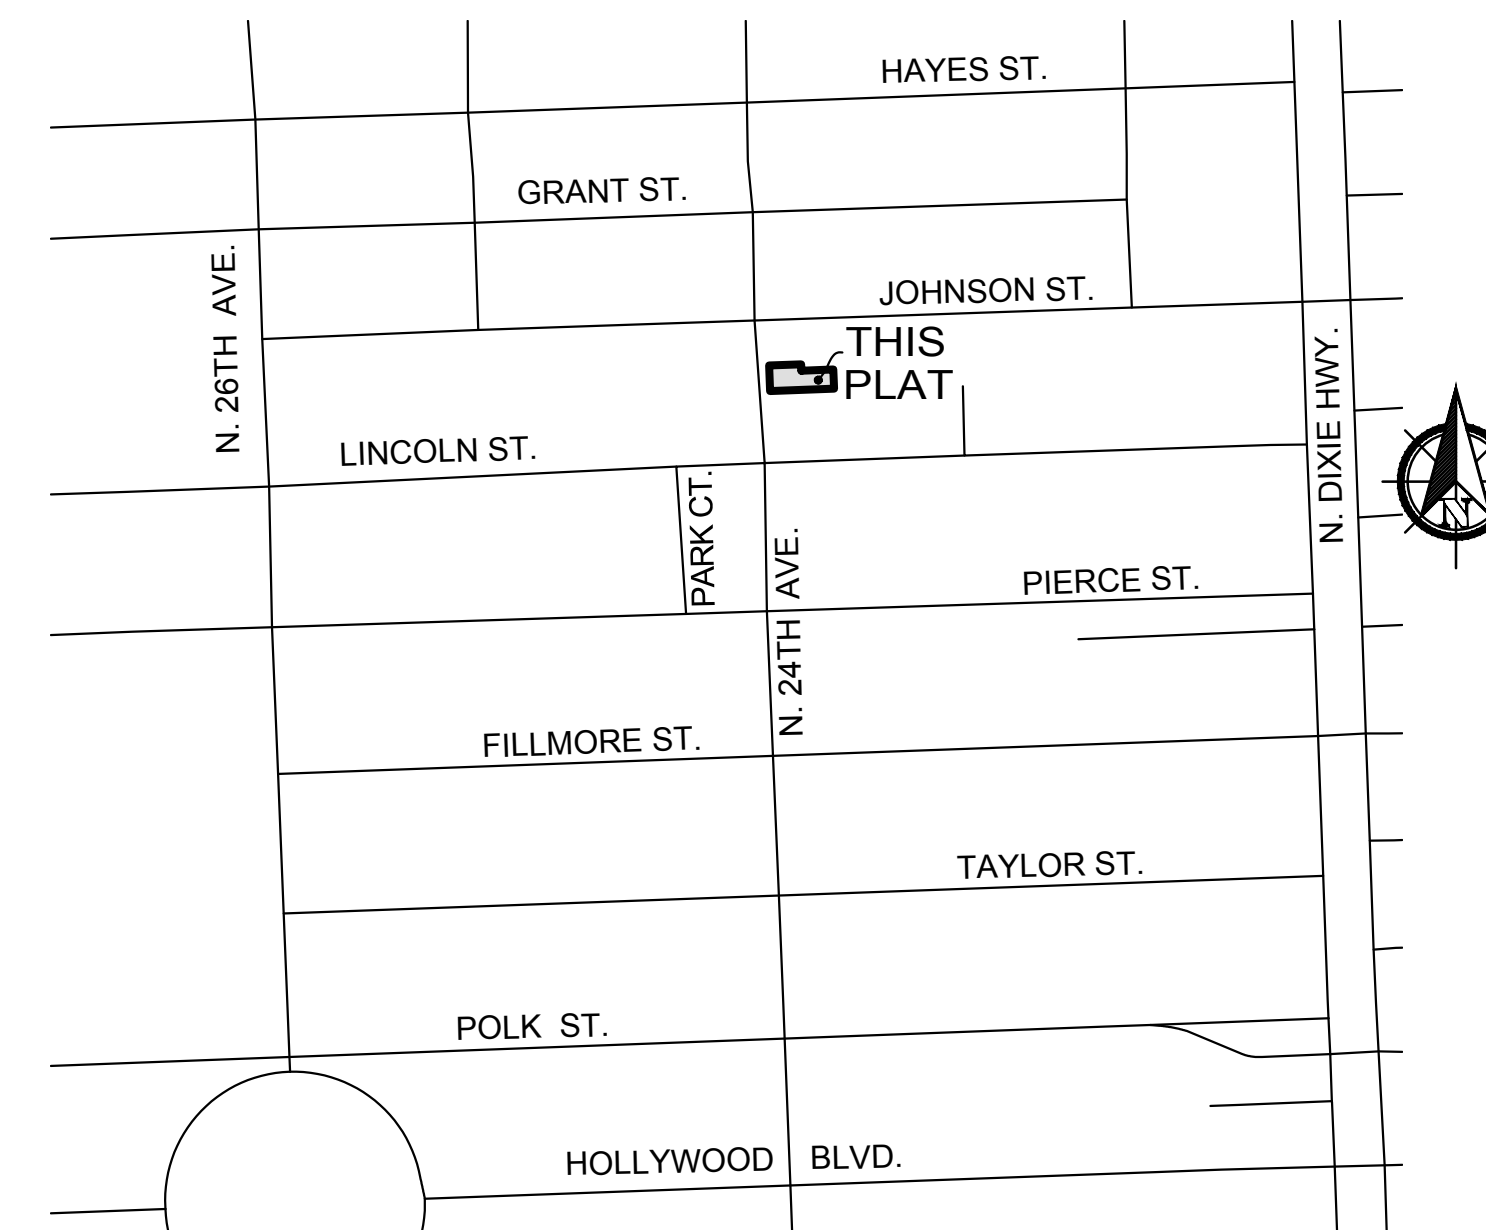 HAYES ST.
GRANT ST.
N. 26TH AVE.
JOHNSON ST.
THIS
PLAT
N. DIXIE HWY.
LINCOLN ST.
PARK CT.
N
N. 24TH AVE.
PIERCE ST.
FILLMORE ST.
TAYLOR ST.
POLK ST.
HOLLYWOOD BLVD.